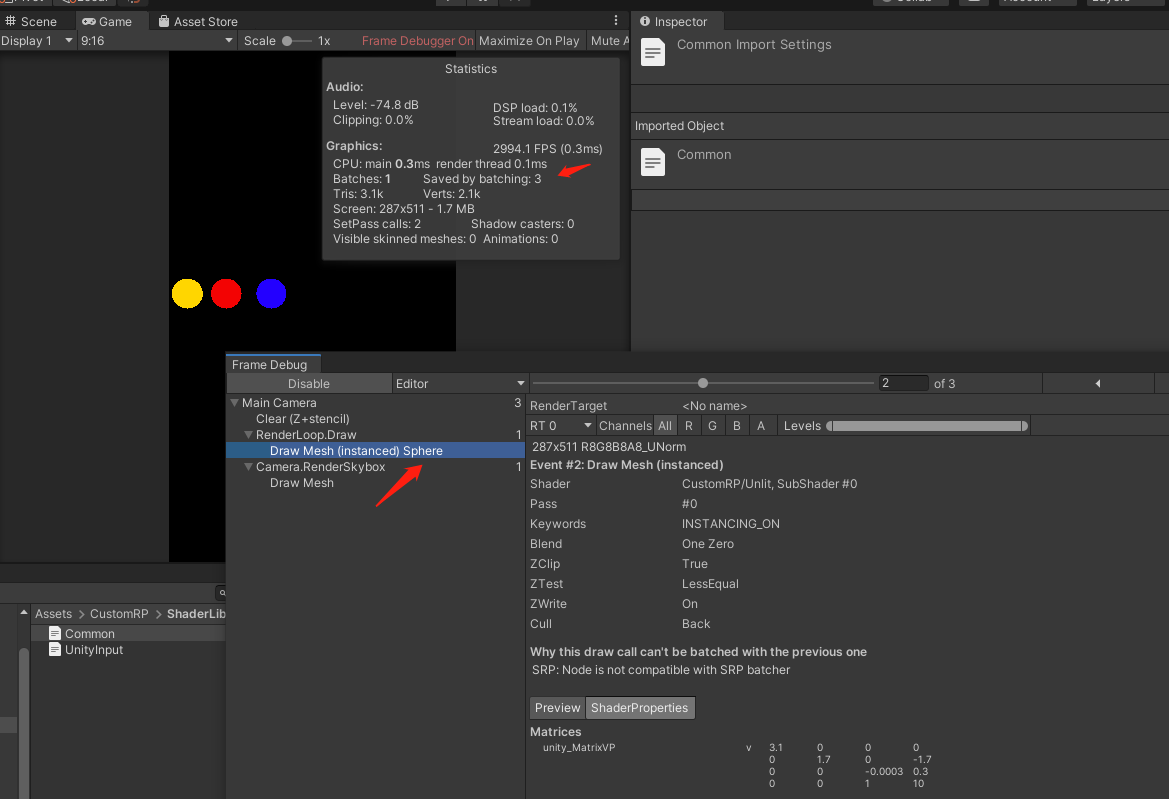 Scene Game Asset Store
Display 1 9:16 Scale 1x Frame Debugger On Maximize On Play Mute A
Statistics
Audio:
Level: -74.8 dB DSP load: 0.1%
Clipping: 0.0% Stream load: 0.0%
Graphics: 2994.1 FPS (0.3ms)
CPU: main 0.3ms render thread 0.1ms
Batches: 1 Saved by batching: 3
Tris: 3.1k Verts: 2.1k
Screen: 287x511 - 1.7 MB
SetPass calls: 2 Shadow casters: 0
Visible skinned meshes: 0 Animations: 0
Inspector
Common Import Settings
Imported Object
Common
Frame Debug
Disable Editor 2 of 3
Main Camera 3
Clear (Z+stencil)
RenderLoop.Draw 1
Draw Mesh (instanced) Sphere
Camera.RenderSkybox 1
Draw Mesh
RenderTarget <No name>
RT 0 Channels All R G B A Levels
287x511 R8G8B8A8_UNorm
Event #2: Draw Mesh (instanced)
Shader CustomRP/Unlit, SubShader #0
Pass #0
Keywords INSTANCING_ON
Blend One Zero
ZClip True
ZTest LessEqual
ZWrite On
Cull Back
Why this draw call can't be batched with the previous one
SRP: Node is not compatible with SRP batcher
Preview ShaderProperties
Matrices
unity_MatrixVP v 3.1 0 0 0
0 1.7 0 -1.7
0 0 -0.0003 0.3
0 0 1 10
Assets > CustomRP > ShaderLib
Common
UnityInput